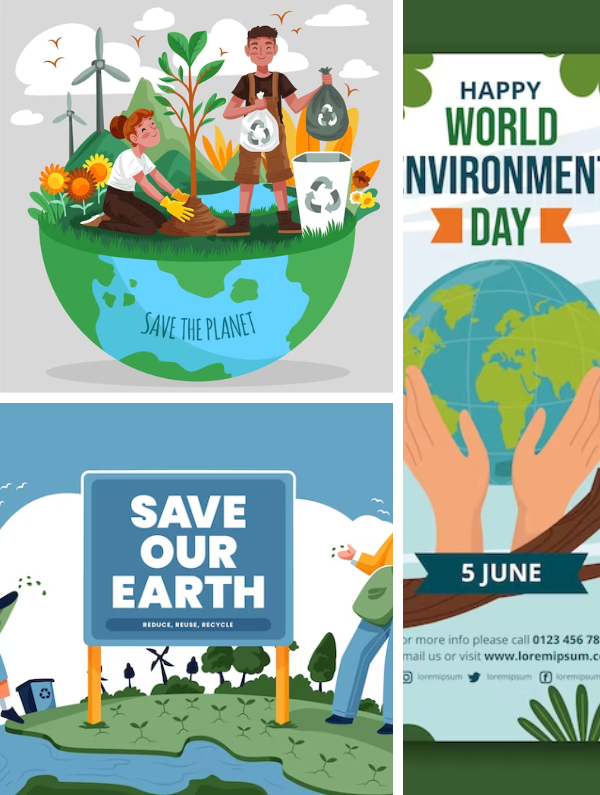 SAVE THE PLANET
SAVE
OUR
EARTH
REDUCE, REUSE, RECYCLE
HAPPY
WORLD
ENVIRONMENT
DAY
5 JUNE
or more info please call 0123 456 78
mail us or visit www.loremipsum.c
loremipsum loremipsum loremipsum